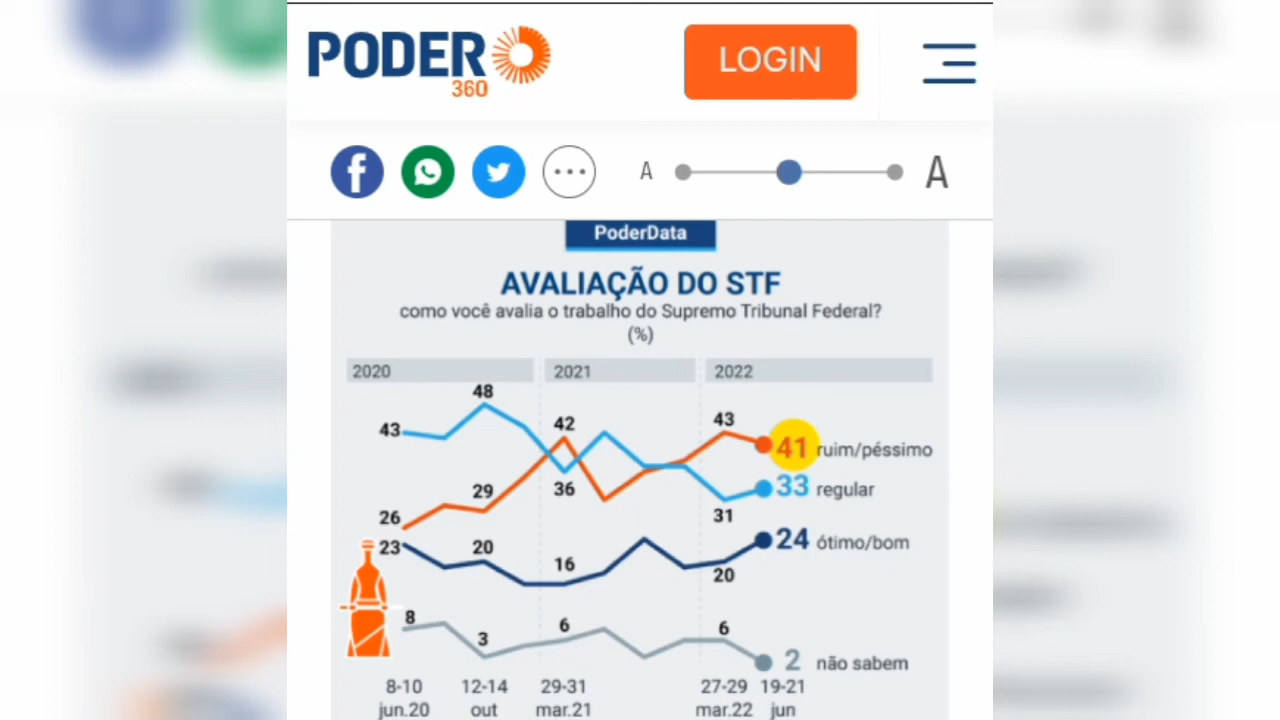 PODER
360
LOGIN
A A
PoderData
AVALIAÇÃO DO STF
como você avalia o trabalho do Supremo Tribunal Federal?
(%)
2020 2021 2022
48
43 42 43
41 ruim/péssimo
29 36 33 regular
26 31
23 20 16 20 24 ótimo/bom
8 3 6 6
2 não sabem
8-10 12-14 29-31 27-29 19-21
jun.20 out mar.21 mar.22 jun